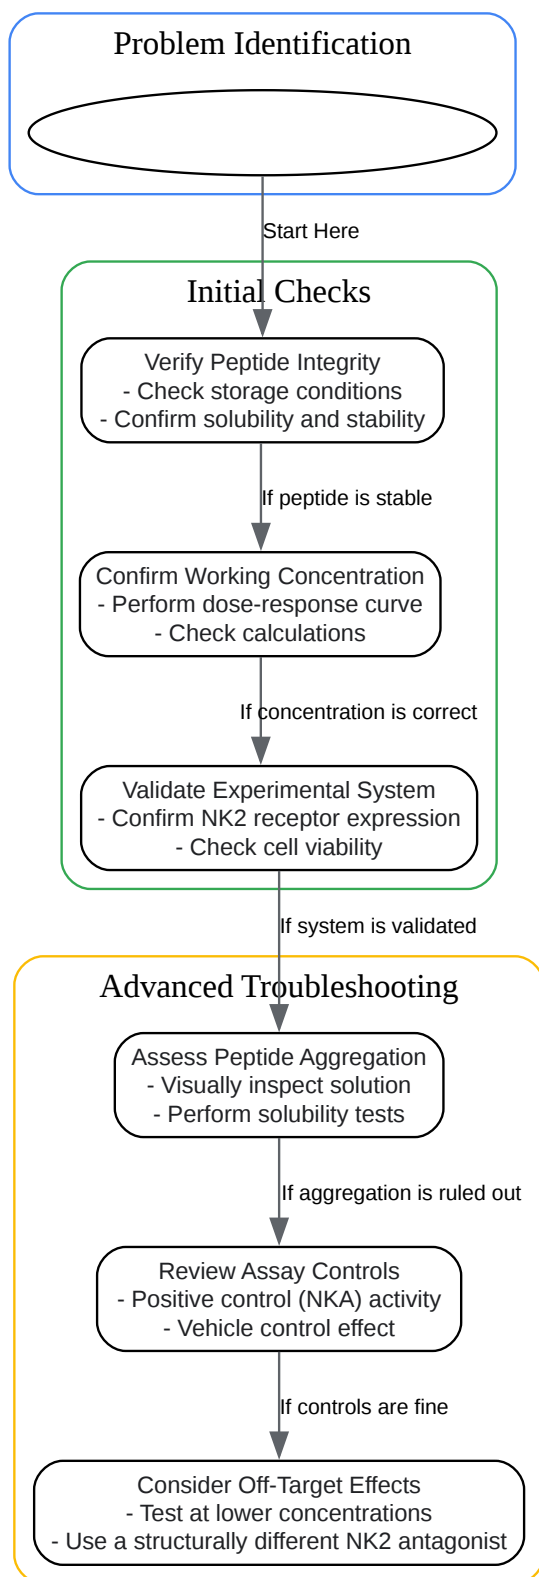 Problem Identification
Start Here
Initial Checks
Verify Peptide Integrity
- Check storage conditions
- Confirm solubility and stability
If peptide is stable
Confirm Working Concentration
- Perform dose-response curve
- Check calculations
If concentration is correct
Validate Experimental System
- Confirm NK2 receptor expression
- Check cell viability
If system is validated
Advanced Troubleshooting
Assess Peptide Aggregation
- Visually inspect solution
- Perform solubility tests
If aggregation is ruled out
Review Assay Controls
- Positive control (NKA) activity
- Vehicle control effect
If controls are fine
Consider Off-Target Effects
- Test at lower concentrations
- Use a structurally different NK2 antagonist